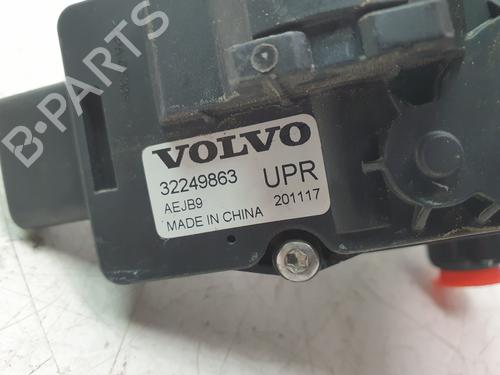 VOLVO
32249863 UPR
AEJB9 201117
MADE IN CHINA
B-PARTS